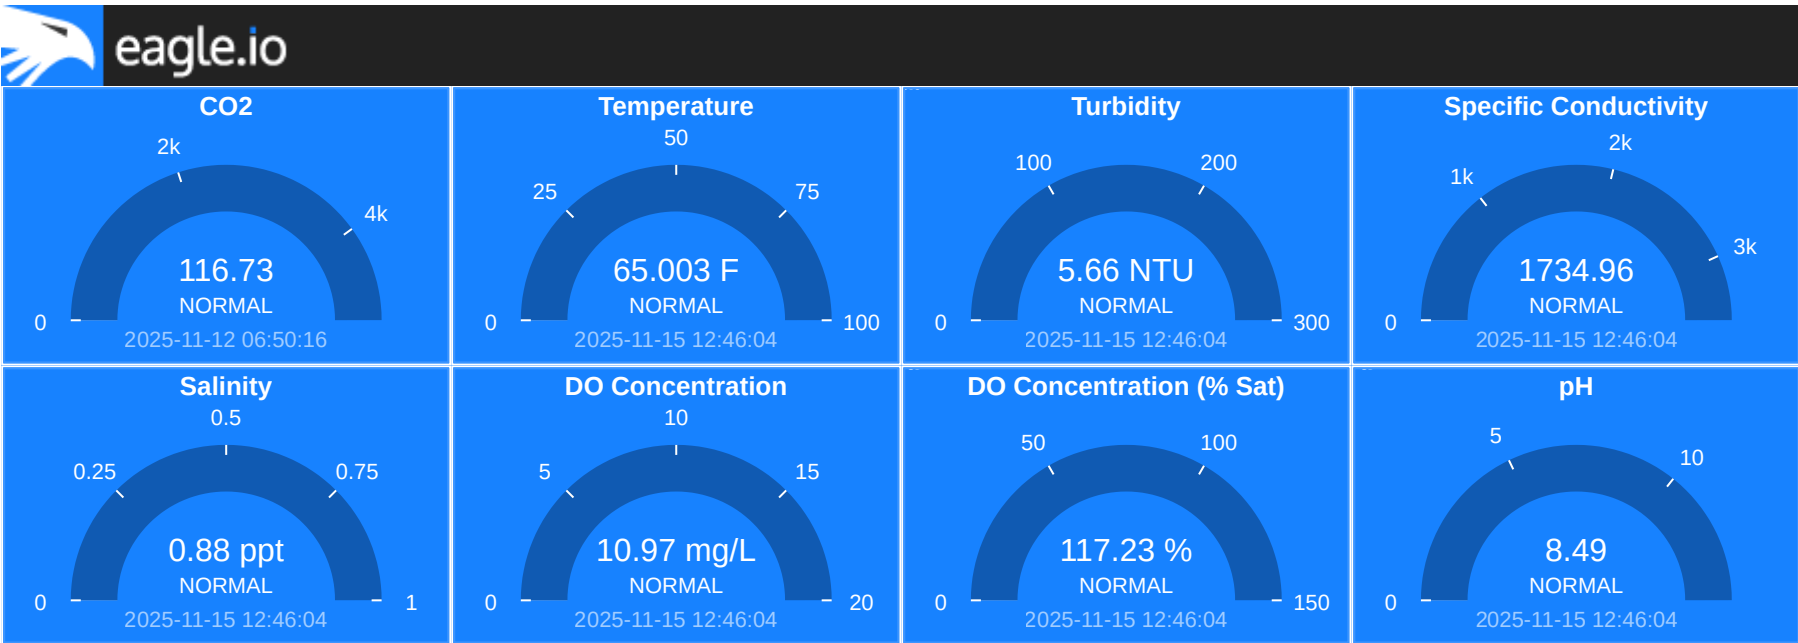 eagle.io
CO2
2k
4k
0
116.73
NORMAL
2025-11-12 06:50:16
Temperature
50
25
75
0
100
65.003 F
NORMAL
2025-11-15 12:46:04
Turbidity
100
200
0
300
5.66 NTU
NORMAL
2025-11-15 12:46:04
Specific Conductivity
2k
1k
3k
0
1734.96
NORMAL
2025-11-15 12:46:04
Salinity
0.5
0.25
0.75
0
1
0.88 ppt
NORMAL
2025-11-15 12:46:04
DO Concentration
10
5
15
0
20
10.97 mg/L
NORMAL
2025-11-15 12:46:04
DO Concentration (% Sat)
50
100
0
150
117.23 %
NORMAL
2025-11-15 12:46:04
pH
5
10
0
8.49
NORMAL
2025-11-15 12:46:04